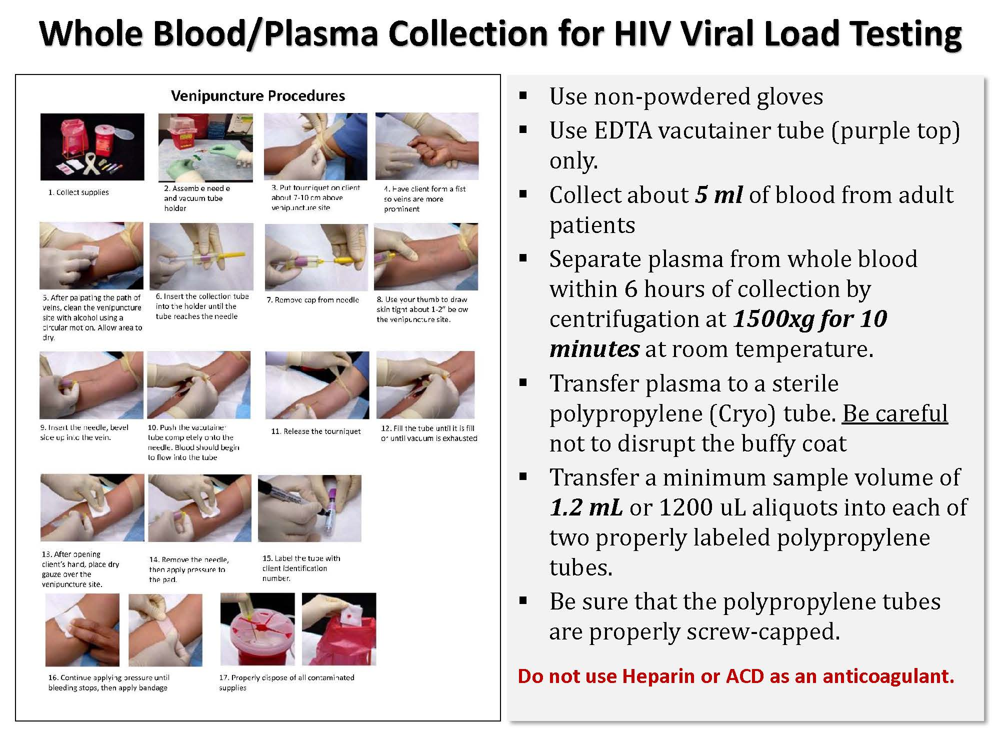 Whole Blood/Plasma Collection for HIV Viral Load Testing
Venipuncture Procedures
1. Collect supplies
2. Assemb e need e
and vacuum tube
holder
3. Put tourniquet on client
about 7-10 cm above
venipuncture site
4. Have client form a fist
so veins are more
prominent
5. After palpating the path of
veins, clean the venipuncture
site with alcohol using a
circular motion. Allow area to
dry.
6. Insert the collection tube
into the holder until the
tube reaches the needle
7. Remove cap from needle
8. Use your thumb to draw
skin tight about 1-2” be ow
the venipuncture site.
9. Insert the needle, bevel
side up into the vein.
10. Push the vacutainer
tube comp etely onto the
needle. Blood should begin
to flow into the tube
11. Release the tourniquet
12. Fill the tube until it is fill
or until vacuum is exhausted
13. After opening
client’s hand, place dry
gauze over the
venipuncture site.
14. Remove the needle,
then apply pressure to
the pad.
15. Label the tube with
client identification
number.
16. Continue applying pressure until
bleeding stops, then apply bandage
17. Properly dispose of all contaminated
supplies
▪ Use non-powdered gloves
▪ Use EDTA vacutainer tube (purple top)
only.
▪ Collect about 5 ml of blood from adult
patients
▪ Separate plasma from whole blood
within 6 hours of collection by
centrifugation at 1500xg for 10
minutes at room temperature.
▪ Transfer plasma to a sterile
polypropylene (Cryo) tube. Be careful
not to disrupt the buffy coat
▪ Transfer a minimum sample volume of
1.2 mL or 1200 uL aliquots into each of
two properly labeled polypropylene
tubes.
▪ Be sure that the polypropylene tubes
are properly screw-capped.
Do not use Heparin or ACD as an anticoagulant.